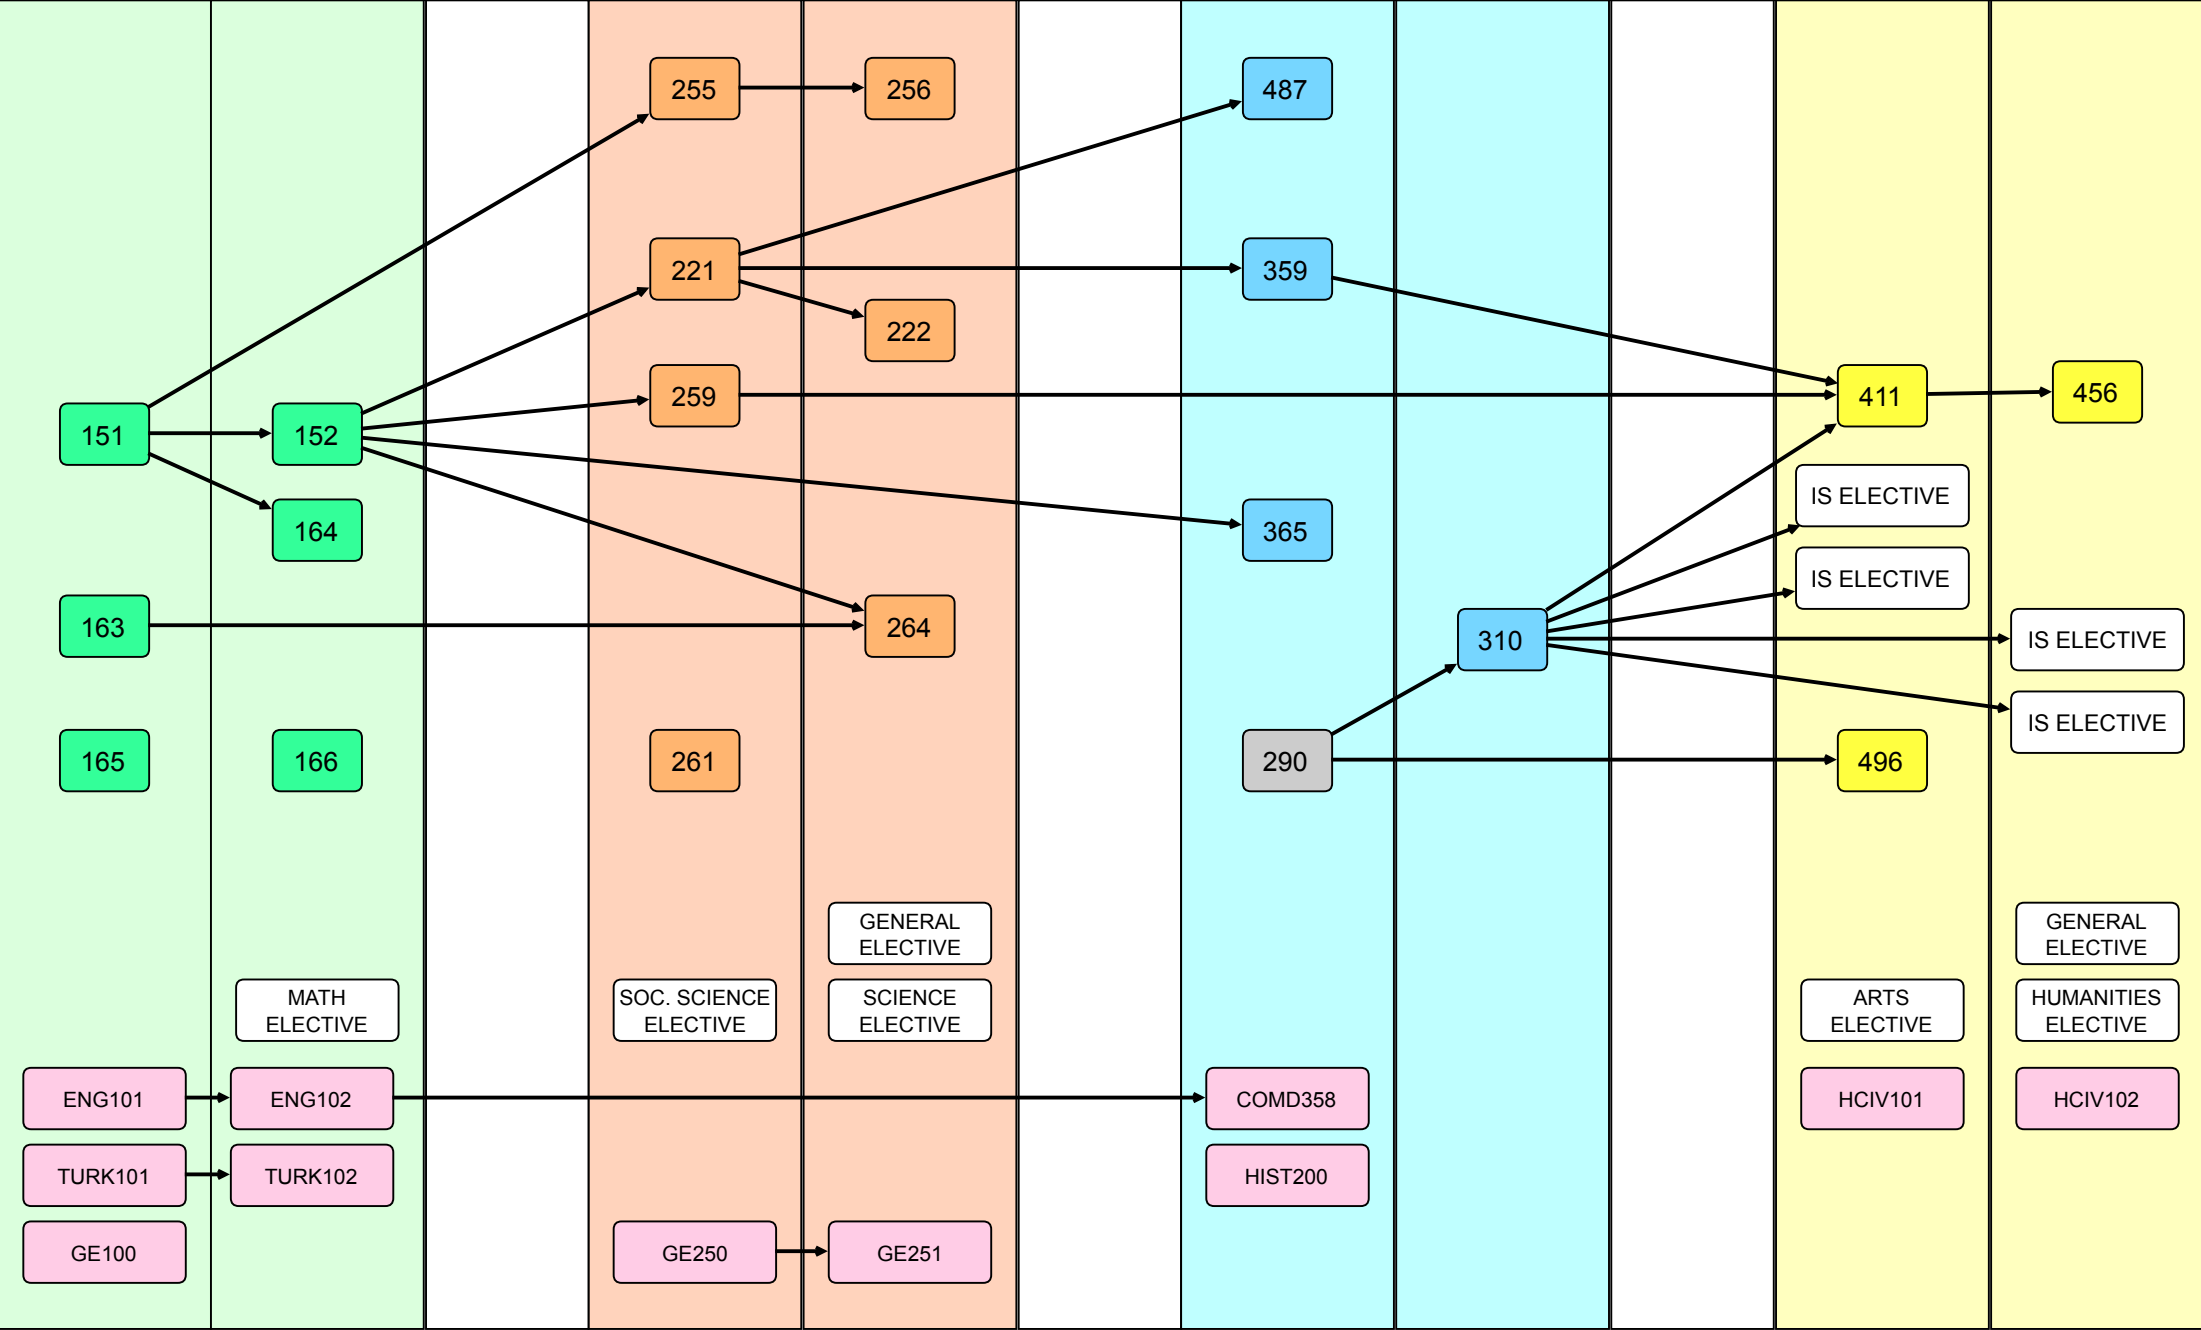 255
256
487
221
359
222
259
411
456
151
152
IS ELECTIVE
164
365
IS ELECTIVE
163
264
310
IS ELECTIVE
IS ELECTIVE
165
166
261
290
496
GENERAL
ELECTIVE
GENERAL
ELECTIVE
MATH
ELECTIVE
SOC. SCIENCE
ELECTIVE
SCIENCE
ELECTIVE
ARTS
ELECTIVE
HUMANITIES
ELECTIVE
ENG101
ENG102
COMD358
HCIV101
HCIV102
TURK101
TURK102
HIST200
GE100
GE250
GE251